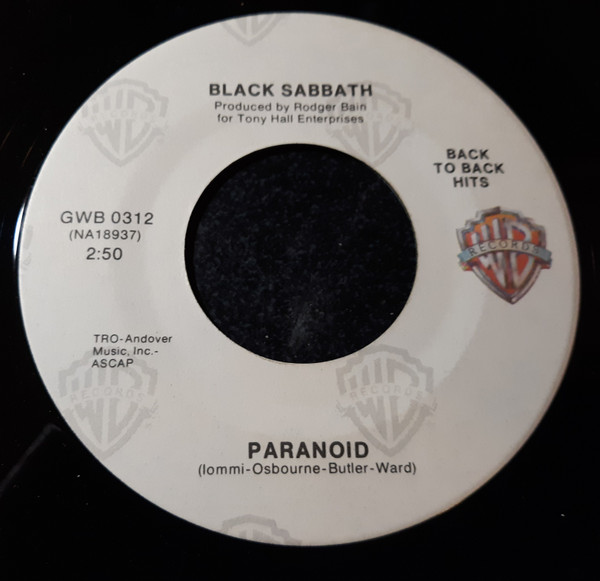 BLACK SABBATH
Produced by Rodger Bain
for Tony Hall Enterprises
BACK
TO BACK
HITS
GWB 0312
(NA18937)
2:50
RECORDS
TRO-Andover
Music, Inc.-
ASCAP
PARANOID
(Iommi-Osbourne-Butler-Ward)